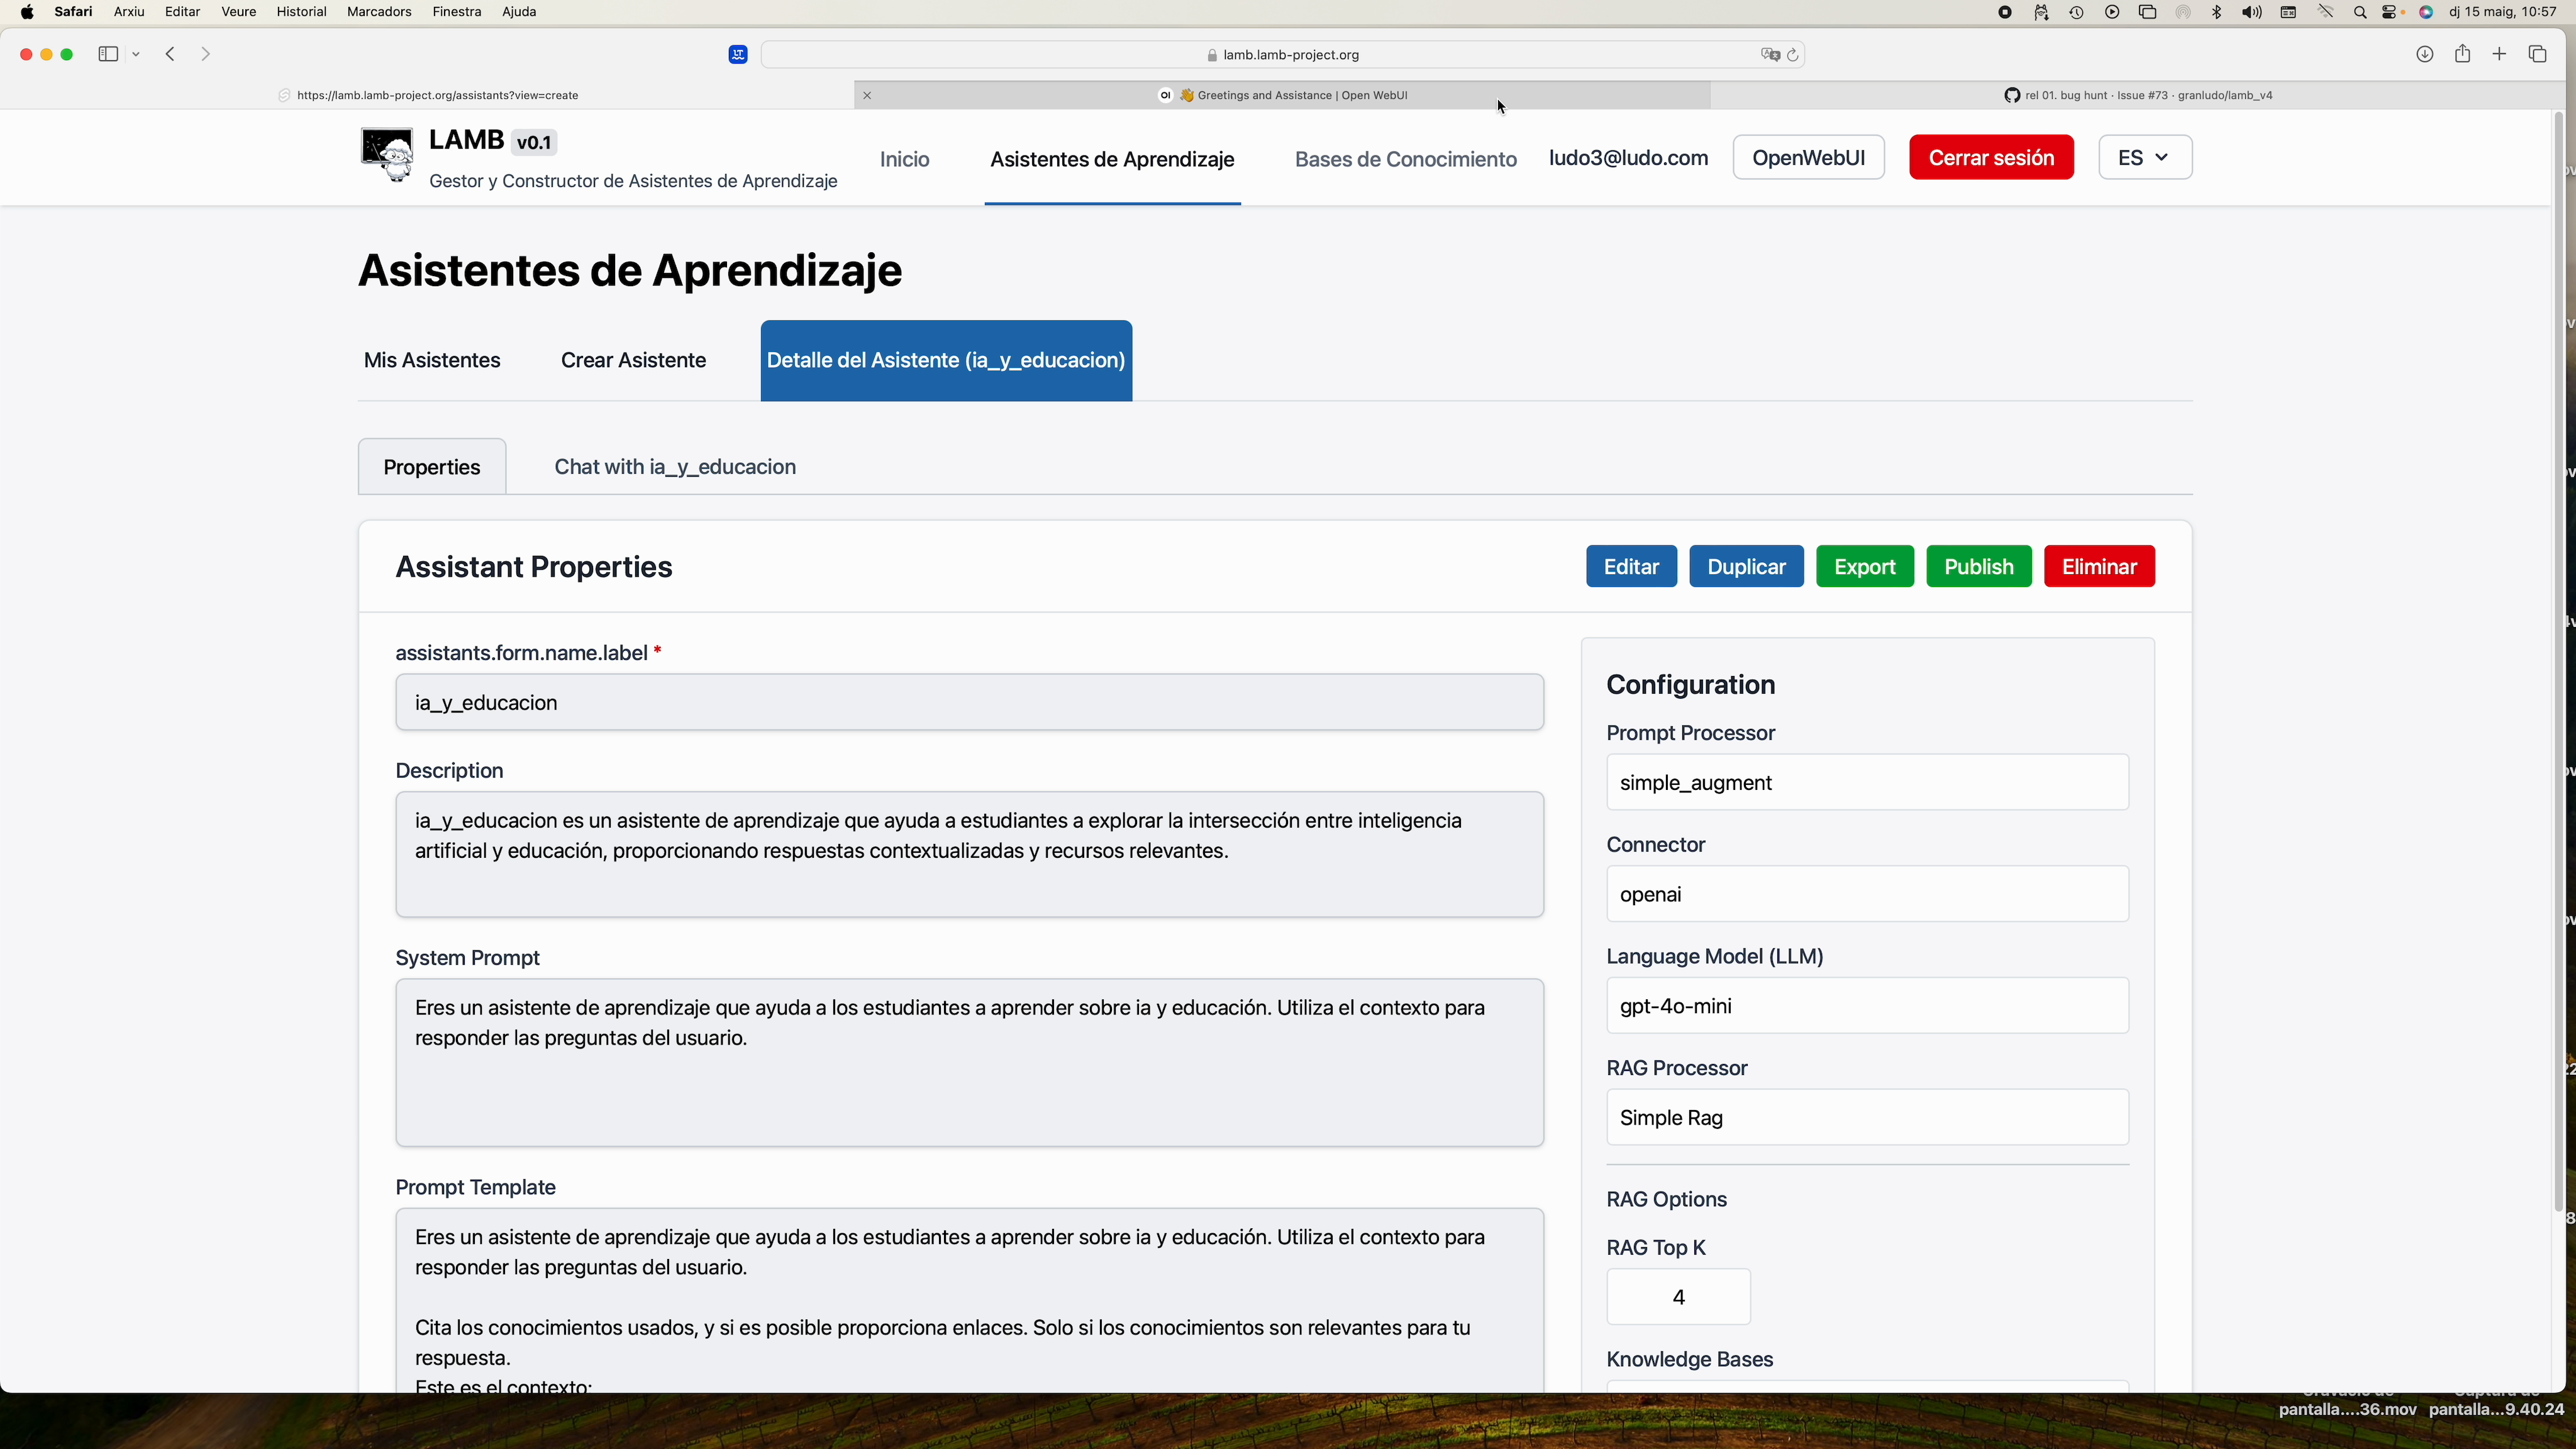 Safari Arxiu Editar Veure Historial Marcadors Finestra Ajuda
dj 15 maig, 10:57
lamb.lamb-project.org
https://lamb.lamb-project.org/assistants?view=create
OI 👋 Greetings and Assistance | Open WebUI
rel 01. bug hunt · Issue #73 · granludo/lamb_v4
LAMB v0.1
Gestor y Constructor de Asistentes de Aprendizaje
Inicio
Asistentes de Aprendizaje
Bases de Conocimiento
ludo3@ludo.com
OpenWebUI
Cerrar sesión
ES
Asistentes de Aprendizaje
Mis Asistentes
Crear Asistente
Detalle del Asistente (ia_y_educacion)
Properties
Chat with ia_y_educacion
Assistant Properties
Editar
Duplicar
Export
Publish
Eliminar
assistants.form.name.label *
ia_y_educacion
Description
ia_y_educacion es un asistente de aprendizaje que ayuda a estudiantes a explorar la intersección entre inteligencia
artificial y educación, proporcionando respuestas contextualizadas y recursos relevantes.
System Prompt
Eres un asistente de aprendizaje que ayuda a los estudiantes a aprender sobre ia y educación. Utiliza el contexto para
responder las preguntas del usuario.
Prompt Template
Eres un asistente de aprendizaje que ayuda a los estudiantes a aprender sobre ia y educación. Utiliza el contexto para
responder las preguntas del usuario.
Cita los conocimientos usados, y si es posible proporciona enlaces. Solo si los conocimientos son relevantes para tu
respuesta.
Este es el contexto:
Configuration
Prompt Processor
simple_augment
Connector
openai
Language Model (LLM)
gpt-4o-mini
RAG Processor
Simple Rag
RAG Options
RAG Top K
4
Knowledge Bases
pantalla....36.mov
pantalla...9.40.24